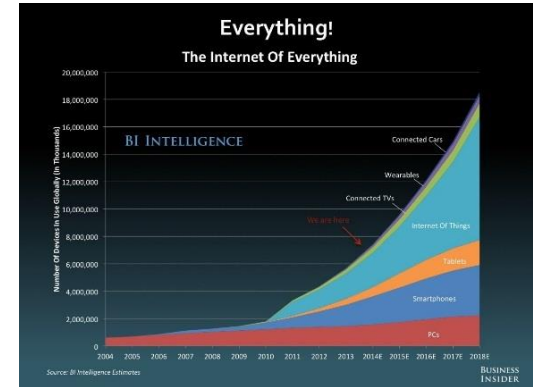 Everything!
The Internet Of Everything
Number Of Devices In Use Globally (In Thousands)
20,000,000
18,000,000
16,000,000
14,000,000
12,000,000
10,000,000
8,000,000
6,000,000
4,000,000
2,000,000
0
BI INTELLIGENCE
Connected Cars
Wearables
Connected TVs
We are here
Internet Of Things
Tablets
Smartphones
PCs
2004 2005 2006 2007 2008 2009 2010 2011 2012 2013 2014E 2015E 2016E 2017E 2018E
Source: BI Intelligence Estimates
BUSINESS
INSIDER